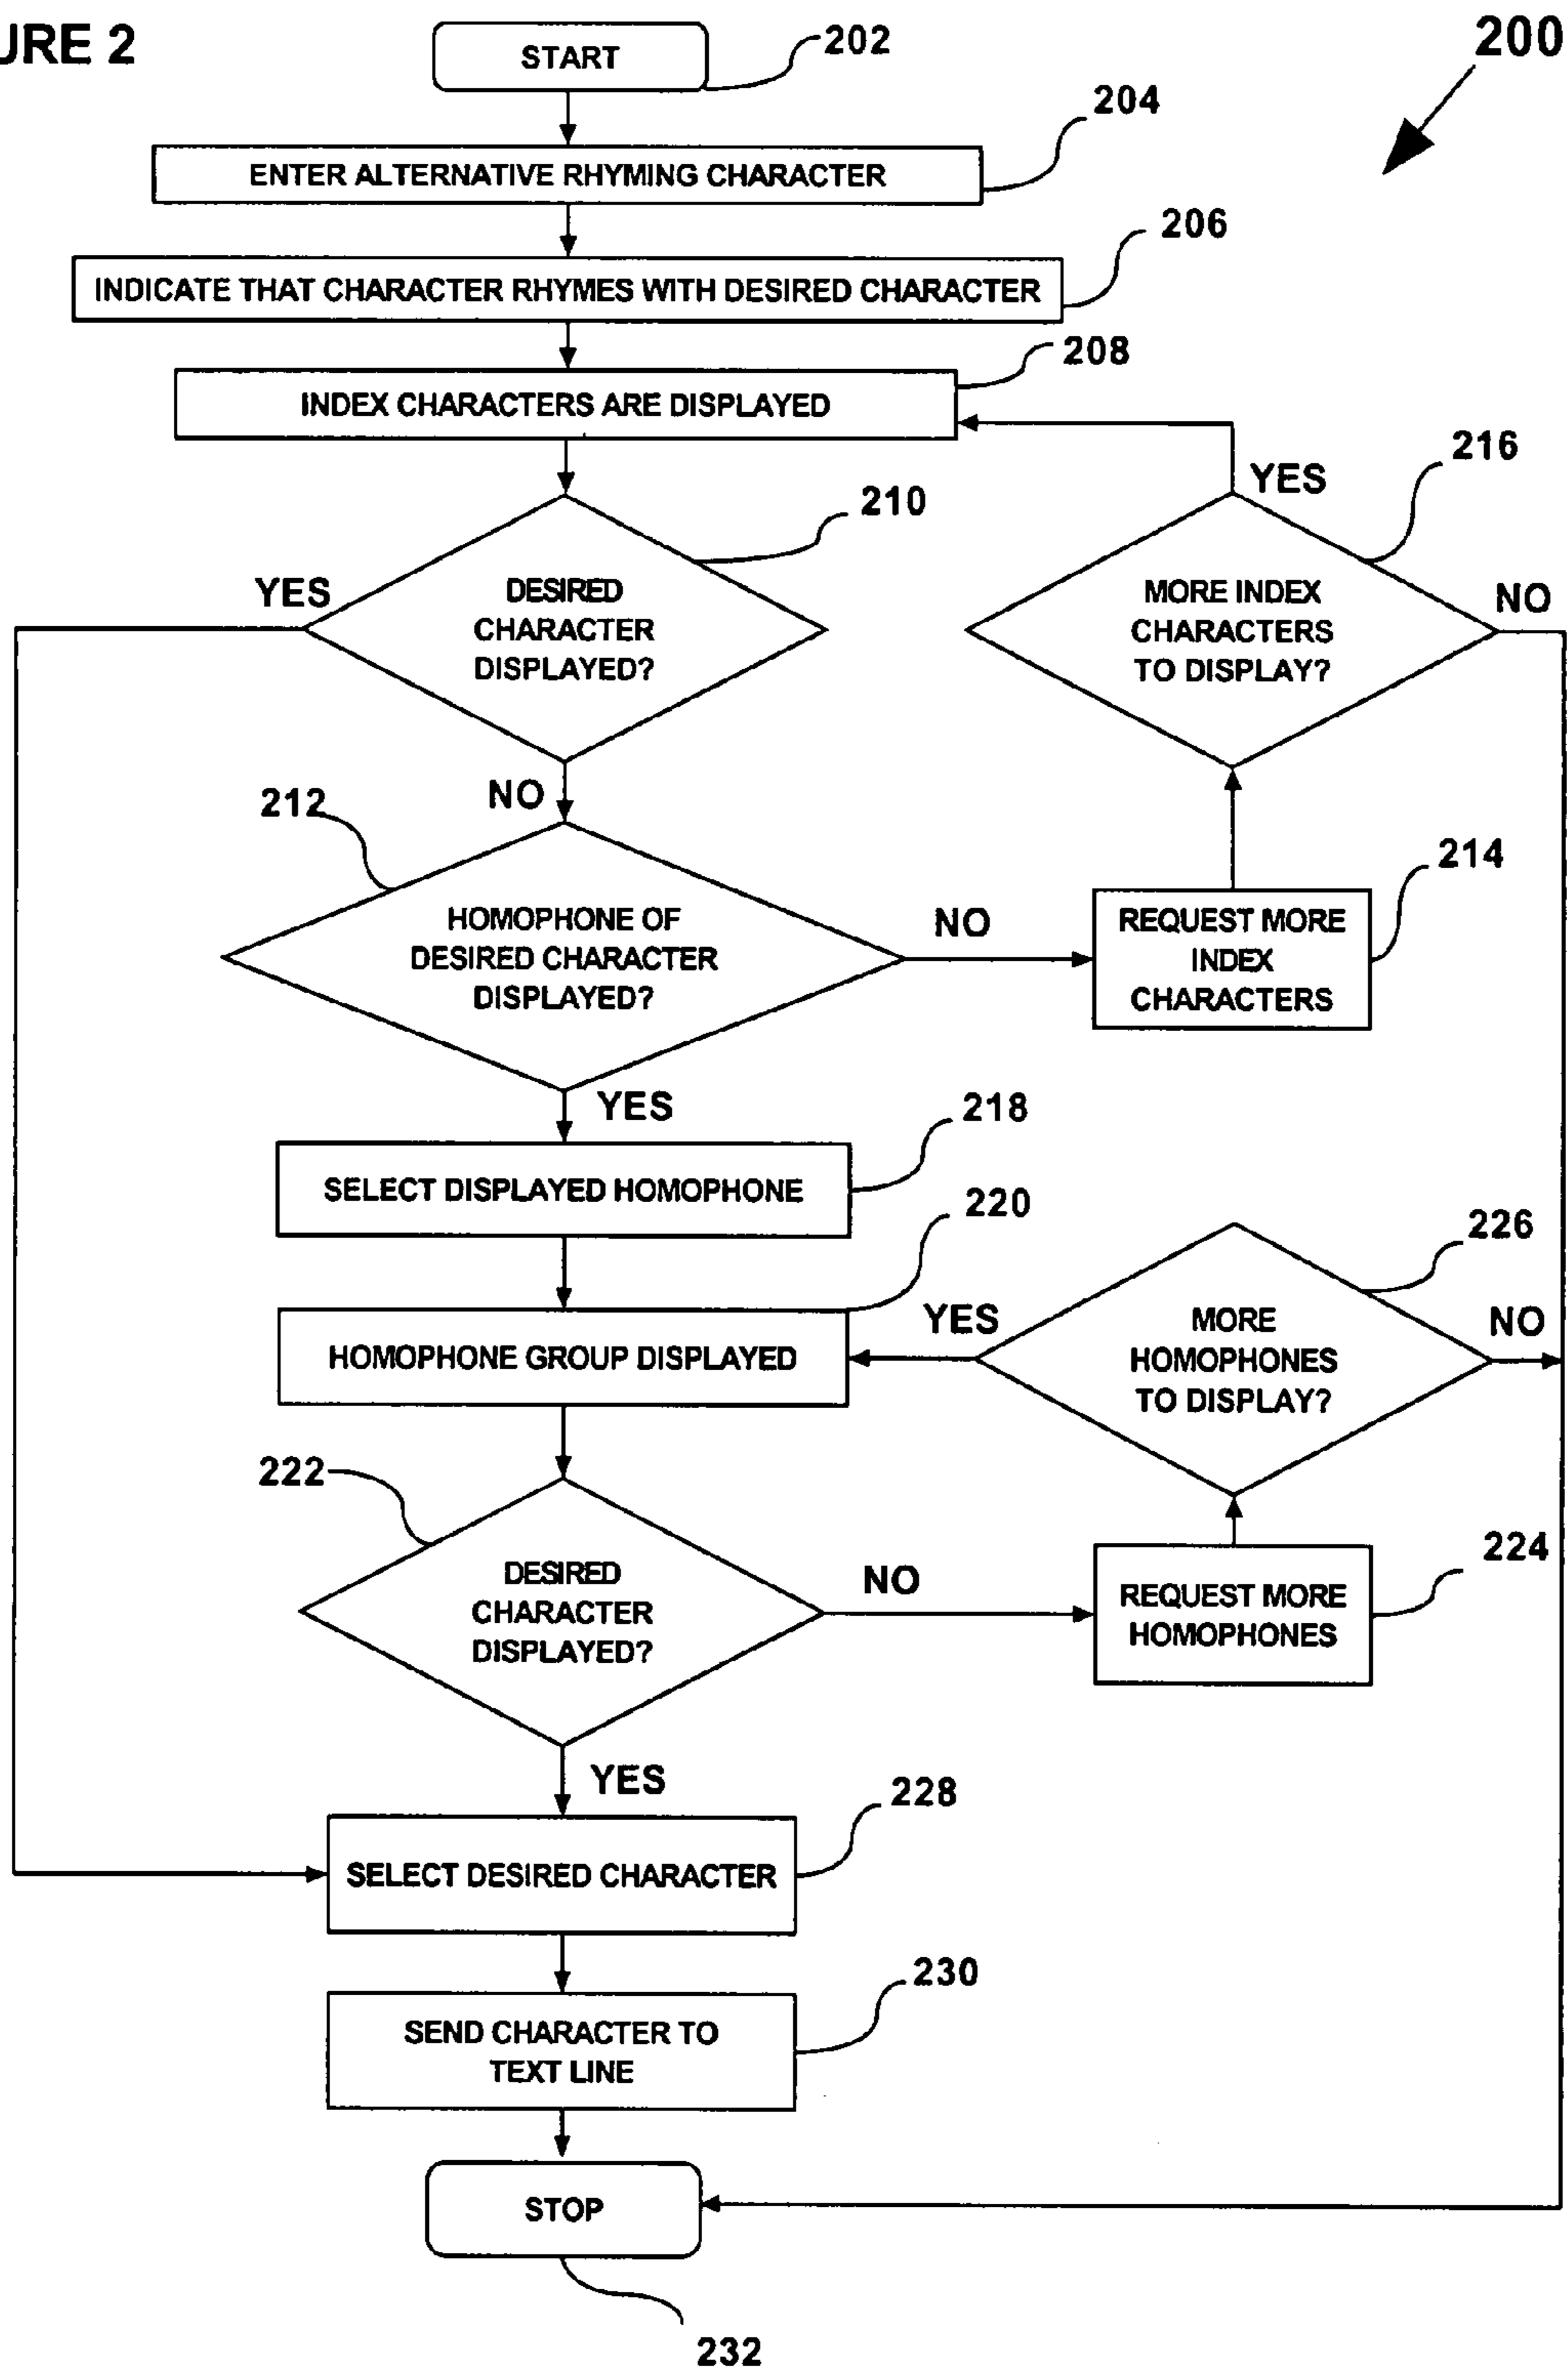 URE 2
200
START
202
204
ENTER ALTERNATIVE RHYMING CHARACTER
206
INDICATE THAT CHARACTER RHYMES WITH DESIRED CHARACTER
208
INDEX CHARACTERS ARE DISPLAYED
216
YES
210
YES
DESIRED
CHARACTER
DISPLAYED?
MORE INDEX
CHARACTERS
TO DISPLAY?
NO
NO
212
214
HOMOPHONE OF
DESIRED CHARACTER
DISPLAYED?
NO
REQUEST MORE
INDEX
CHARACTERS
YES
218
SELECT DISPLAYED HOMOPHONE
220
226
HOMOPHONE GROUP DISPLAYED
YES
MORE
HOMOPHONES
TO DISPLAY?
NO
222
224
DESIRED
CHARACTER
DISPLAYED?
NO
REQUEST MORE
HOMOPHONES
YES
228
SELECT DESIRED CHARACTER
230
SEND CHARACTER TO
TEXT LINE
STOP
232